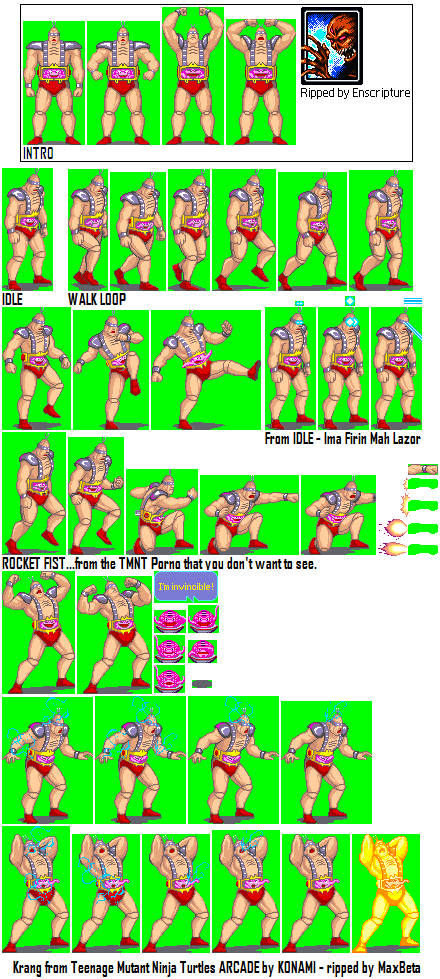 Ripped by Enscripture
INTRO
IDLE
WALK LOOP
From IDLE - Ima Firin Mah Lazor
ROCKET FIST...from the TMNT Porno that you don't want to see.
I'm invincible!
Krang from Teenage Mutant Ninja Turtles ARCADE by KONAMI - ripped by MaxBeta